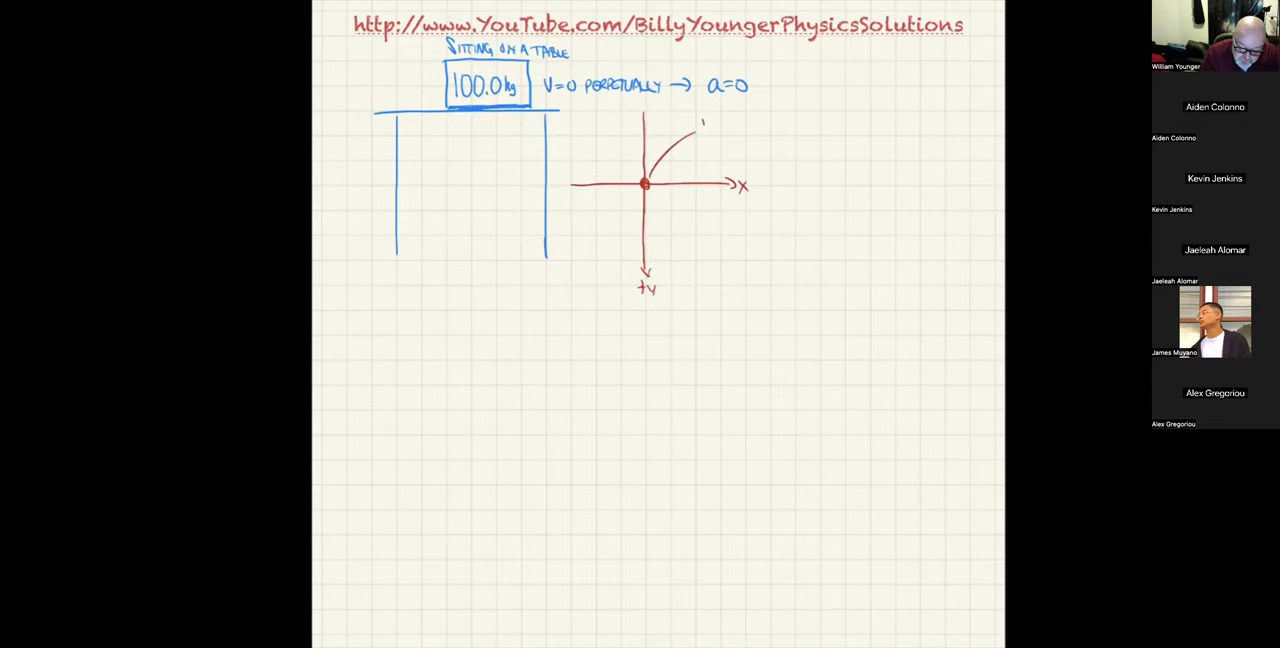 http://www.YouTube.com/BillyYoungerPhysicsSolutions
SITTING ON A TABLE
100.0kg V=0 PERPETUALLY → a=0
x
+y
William Younger
Aiden Colonno
Aiden Colonno
Kevin Jenkins
Kevin Jenkins
Jaeleah Alomar
Jaeleah Alomar
James Muyano
Alex Gregoriou
Alex Gregoriou